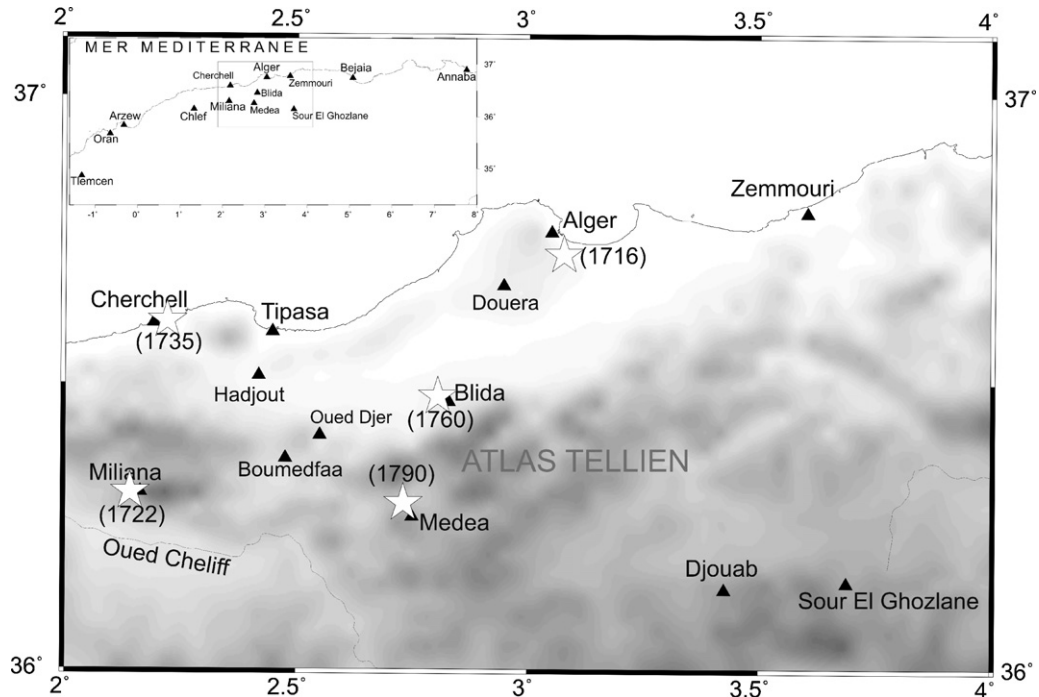 2˚
2.5˚
3˚
3.5˚
4˚
MER MEDITERRANEE
Alger
Bejaia
37˚
Annaba
Cherchell
Zemmouri
Blida
Miliana
Medea
Chlef
Sour El Ghozlane
36˚
Arzew
Oran
35˚
Tlemcen
-1˚ 0˚ 1˚ 2˚ 3˚ 4˚ 5˚ 6˚ 7˚ 8˚
37˚
37˚
Zemmouri
Alger
(1716)
Douera
Cherchell
(1735)
Tipasa
Hadjout
Blida
(1760)
Oued Djer
Boumedfaa
ATLAS TELLIEN
(1790)
Medea
Miliana
(1722)
Oued Cheliff
Djouab
Sour El Ghozlane
36˚
36˚
2˚
2.5˚
3˚
3.5˚
4˚